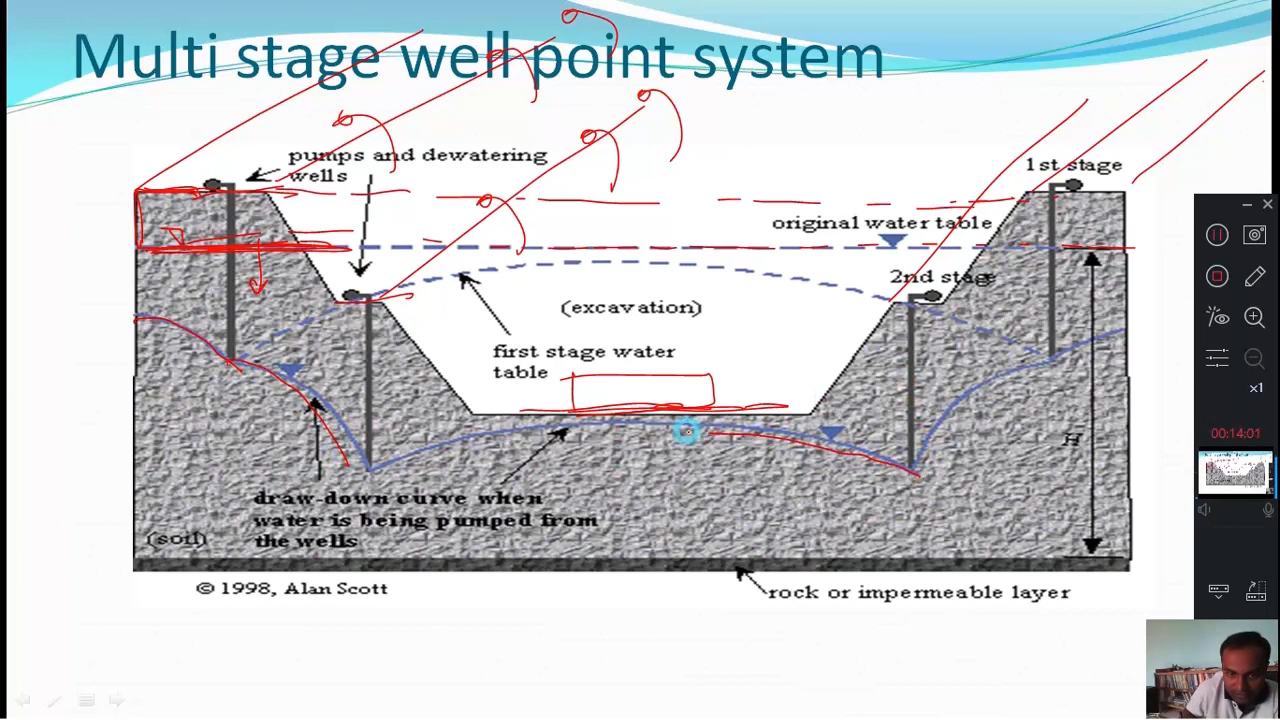 Multi stage well point system
pumps and dewatering
wells
1st stage
original water table
2nd stage
(excavation)
first stage water
table
H
draw-down curve when
water is being pumped from
the wells
(soil)
© 1998, Alan Scott
rock or impermeable layer
×1
00:14:01